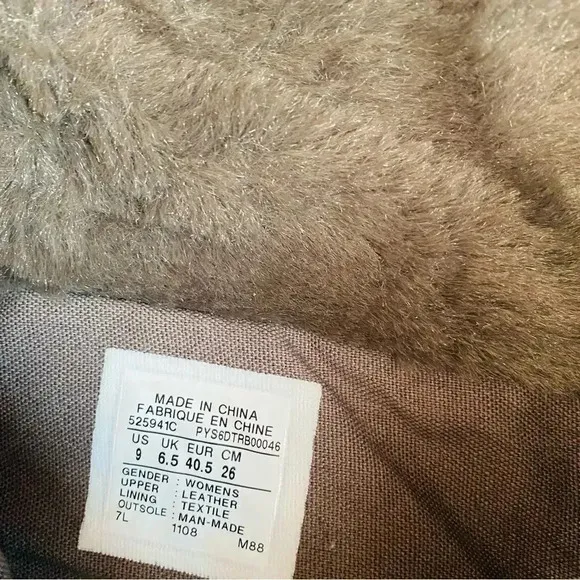 MADE IN CHINA
FABRIQUE EN CHINE
525941C PYS6DTRB00046
US UK EUR CM
9 6.5 40.5 26
GENDER : WOMENS
UPPER : LEATHER
LINING : TEXTILE
OUTSOLE : MAN-MADE
7L 1108 M88